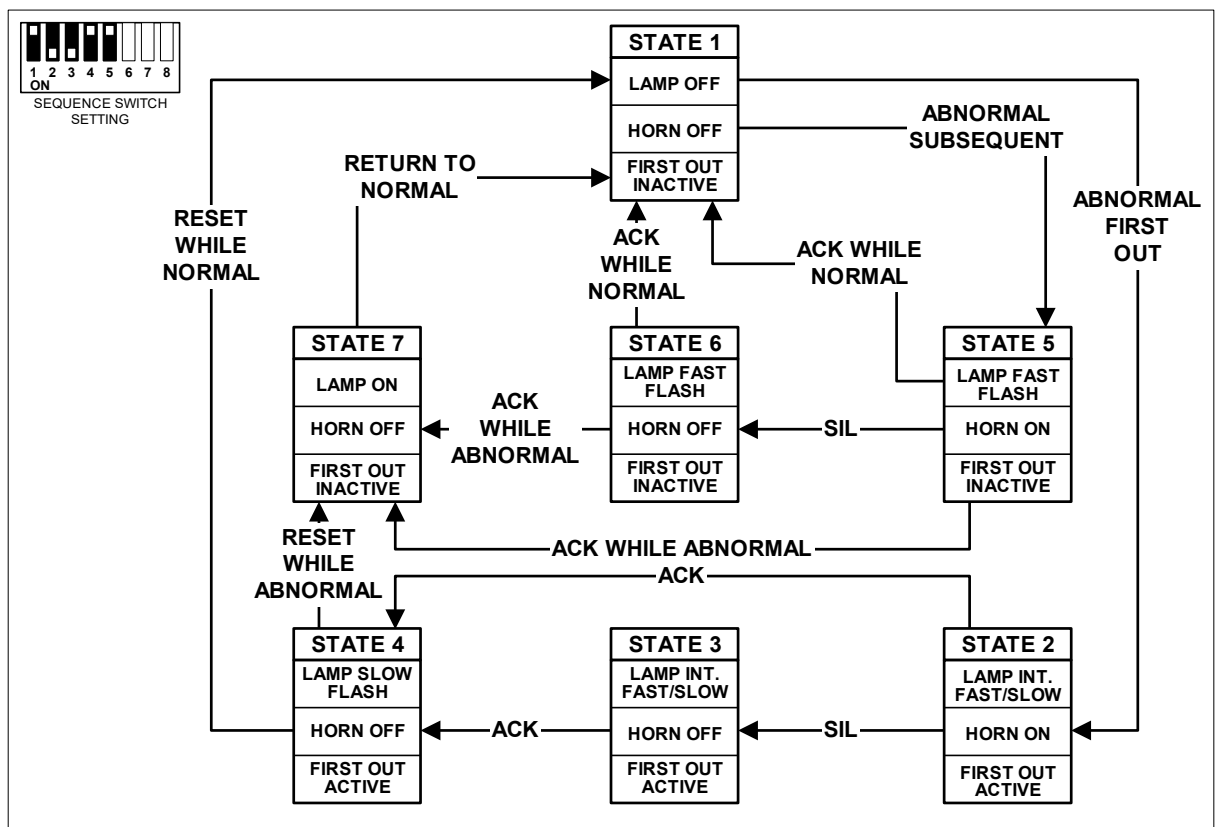 1 2 3 4 5 6 7 8
ON
SEQUENCE SWITCH
SETTING
STATE 1
LAMP OFF
HORN OFF
FIRST OUT
INACTIVE
ABNORMAL
SUBSEQUENT
ABNORMAL
FIRST
OUT
RETURN TO
NORMAL
RESET
WHILE
NORMAL
ACK
WHILE
NORMAL
ACK WHILE
NORMAL
STATE 7
LAMP ON
HORN OFF
FIRST OUT
INACTIVE
ACK
WHILE
ABNORMAL
STATE 6
LAMP FAST
FLASH
HORN OFF
FIRST OUT
INACTIVE
SIL
STATE 5
LAMP FAST
FLASH
HORN ON
FIRST OUT
INACTIVE
RESET
WHILE
ABNORMAL
ACK WHILE ABNORMAL
ACK
STATE 4
LAMP SLOW
FLASH
HORN OFF
FIRST OUT
ACTIVE
ACK
STATE 3
LAMP INT.
FAST/SLOW
HORN OFF
FIRST OUT
ACTIVE
SIL
STATE 2
LAMP INT.
FAST/SLOW
HORN ON
FIRST OUT
ACTIVE